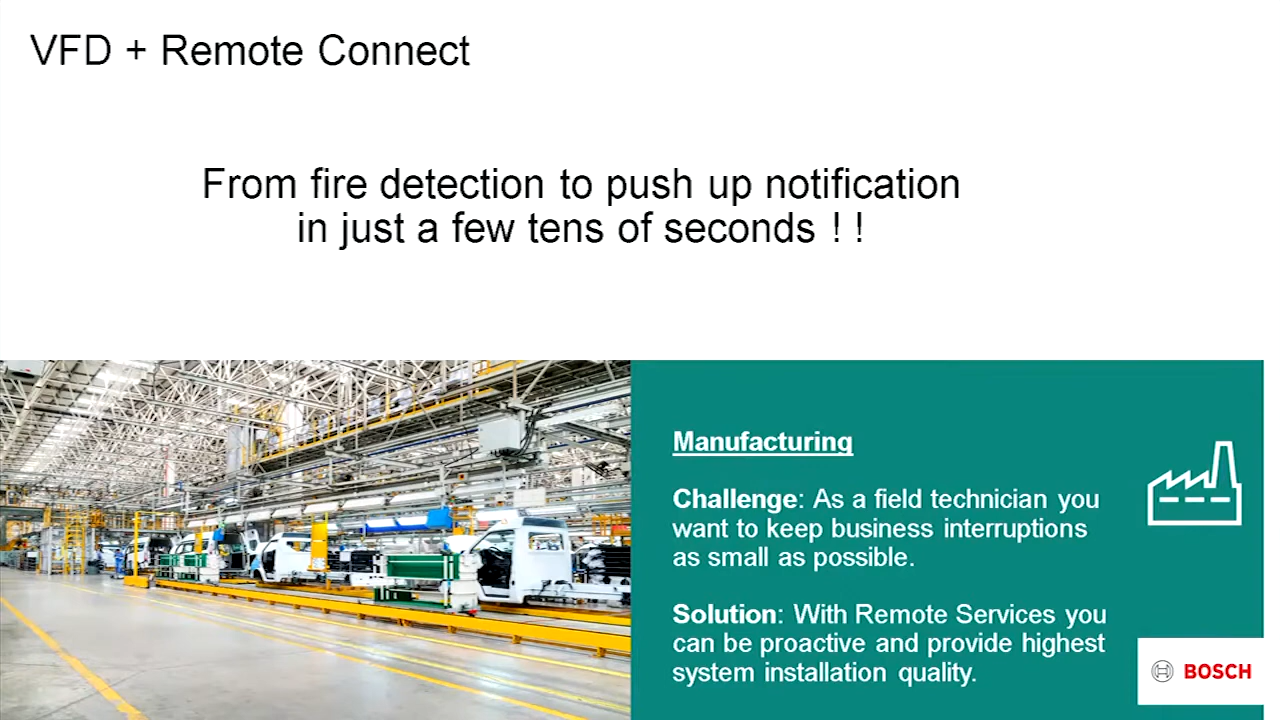 VFD + Remote Connect
From fire detection to push up notification
in just a few tens of seconds ! !
Manufacturing
Challenge: As a field technician you
want to keep business interruptions
as small as possible.
Solution: With Remote Services you
can be proactive and provide highest
system installation quality.
BOSCH